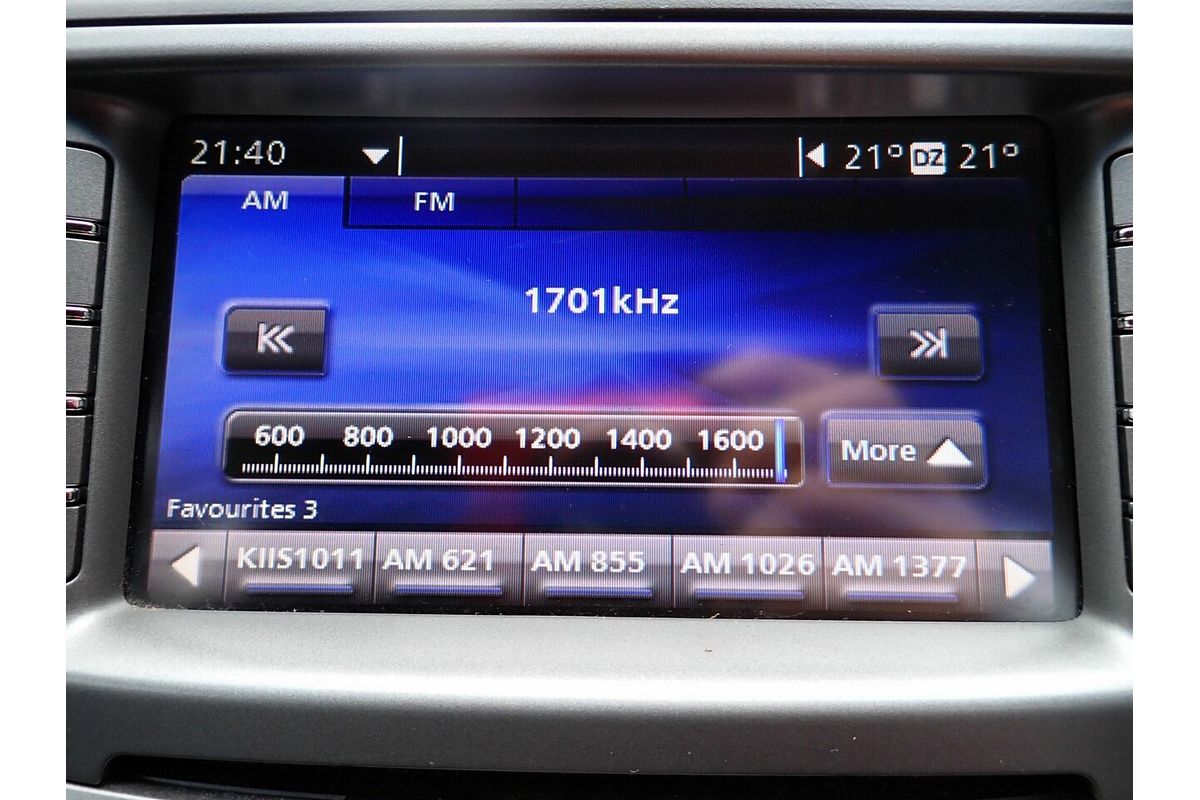 21:40 21° DZ 21°
AM FM
1701kHz
600 800 1000 1200 1400 1600
More
Favourites 3
KIIS1011 AM 621 AM 855 AM 1026 AM 1377